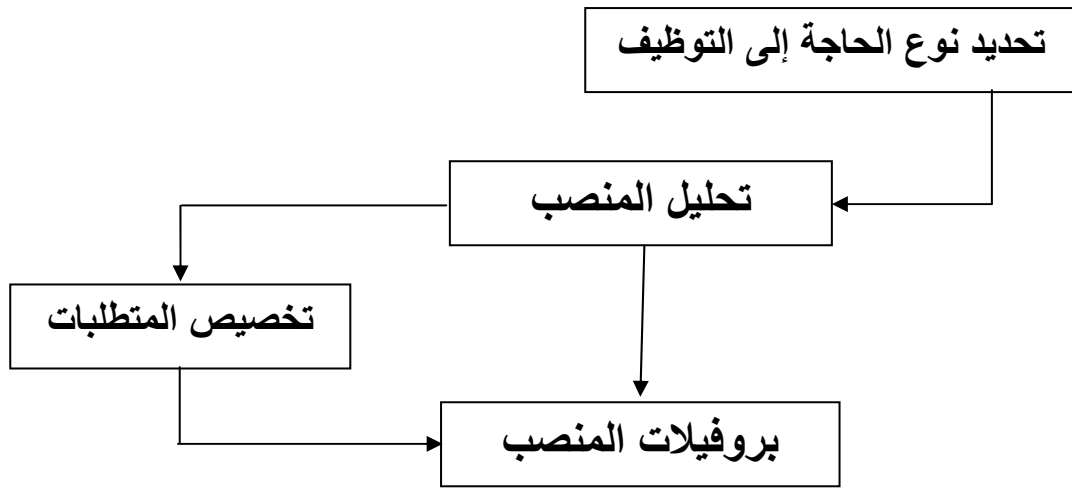 تحديد نوع الحاجة إلى التوظيف
تحليل المنصب
تخصيص المتطلبات
بروفيلات المنصب